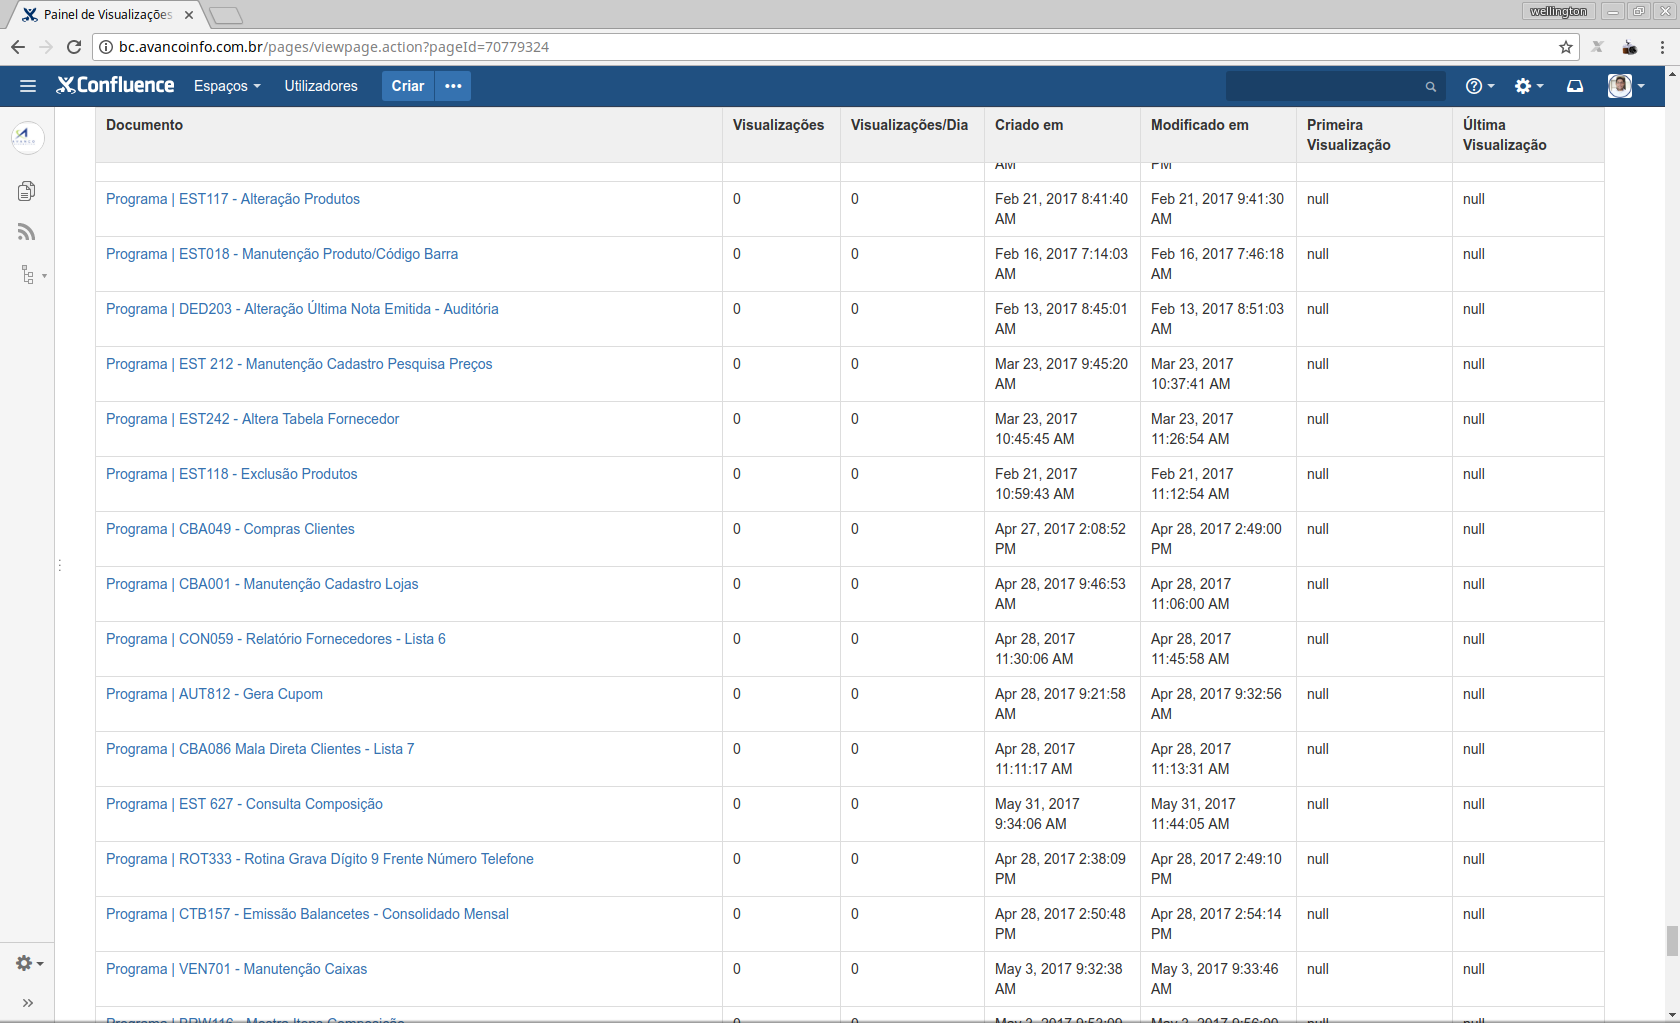 Painel de Visualizações
wellington
bc.avancoinfo.com.br/pages/viewpage.action?pageId=70779324
Confluence Espaços Utilizadores Criar •••
Documento Visualizações Visualizações/Dia Criado em Modificado em Primeira Última
Visualização Visualização
AM PM
Programa | EST117 - Alteração Produtos 0 0 Feb 21, 2017 8:41:40 Feb 21, 2017 9:41:30 null null
AM AM
Programa | EST018 - Manutenção Produto/Código Barra 0 0 Feb 16, 2017 7:14:03 Feb 16, 2017 7:46:18 null null
AM AM
Programa | DED203 - Alteração Última Nota Emitida - Auditória 0 0 Feb 13, 2017 8:45:01 Feb 13, 2017 8:51:03 null null
AM AM
Programa | EST 212 - Manutenção Cadastro Pesquisa Preços 0 0 Mar 23, 2017 9:45:20 Mar 23, 2017 null null
AM 10:37:41 AM
Programa | EST242 - Altera Tabela Fornecedor 0 0 Mar 23, 2017 Mar 23, 2017 null null
10:45:45 AM 11:26:54 AM
Programa | EST118 - Exclusão Produtos 0 0 Feb 21, 2017 Feb 21, 2017 null null
10:59:43 AM 11:12:54 AM
Programa | CBA049 - Compras Clientes 0 0 Apr 27, 2017 2:08:52 Apr 28, 2017 2:49:00 null null
PM PM
Programa | CBA001 - Manutenção Cadastro Lojas 0 0 Apr 28, 2017 9:46:53 Apr 28, 2017 null null
AM 11:06:00 AM
Programa | CON059 - Relatório Fornecedores - Lista 6 0 0 Apr 28, 2017 Apr 28, 2017 null null
11:30:06 AM 11:45:58 AM
Programa | AUT812 - Gera Cupom 0 0 Apr 28, 2017 9:21:58 Apr 28, 2017 9:32:56 null null
AM AM
Programa | CBA086 Mala Direta Clientes - Lista 7 0 0 Apr 28, 2017 Apr 28, 2017 null null
11:11:17 AM 11:13:31 AM
Programa | EST 627 - Consulta Composição 0 0 May 31, 2017 May 31, 2017 null null
9:34:06 AM 11:44:05 AM
Programa | ROT333 - Rotina Grava Dígito 9 Frente Número Telefone 0 0 Apr 28, 2017 2:38:09 Apr 28, 2017 2:49:10 null null
PM PM
Programa | CTB157 - Emissão Balancetes - Consolidado Mensal 0 0 Apr 28, 2017 2:50:48 Apr 28, 2017 2:54:14 null null
PM PM
Programa | VEN701 - Manutenção Caixas 0 0 May 3, 2017 9:32:38 May 3, 2017 9:33:46 null null
AM AM
Programa | Mostra Itens Composição 0 0 May 3, 2017 May 3, 2017 null null